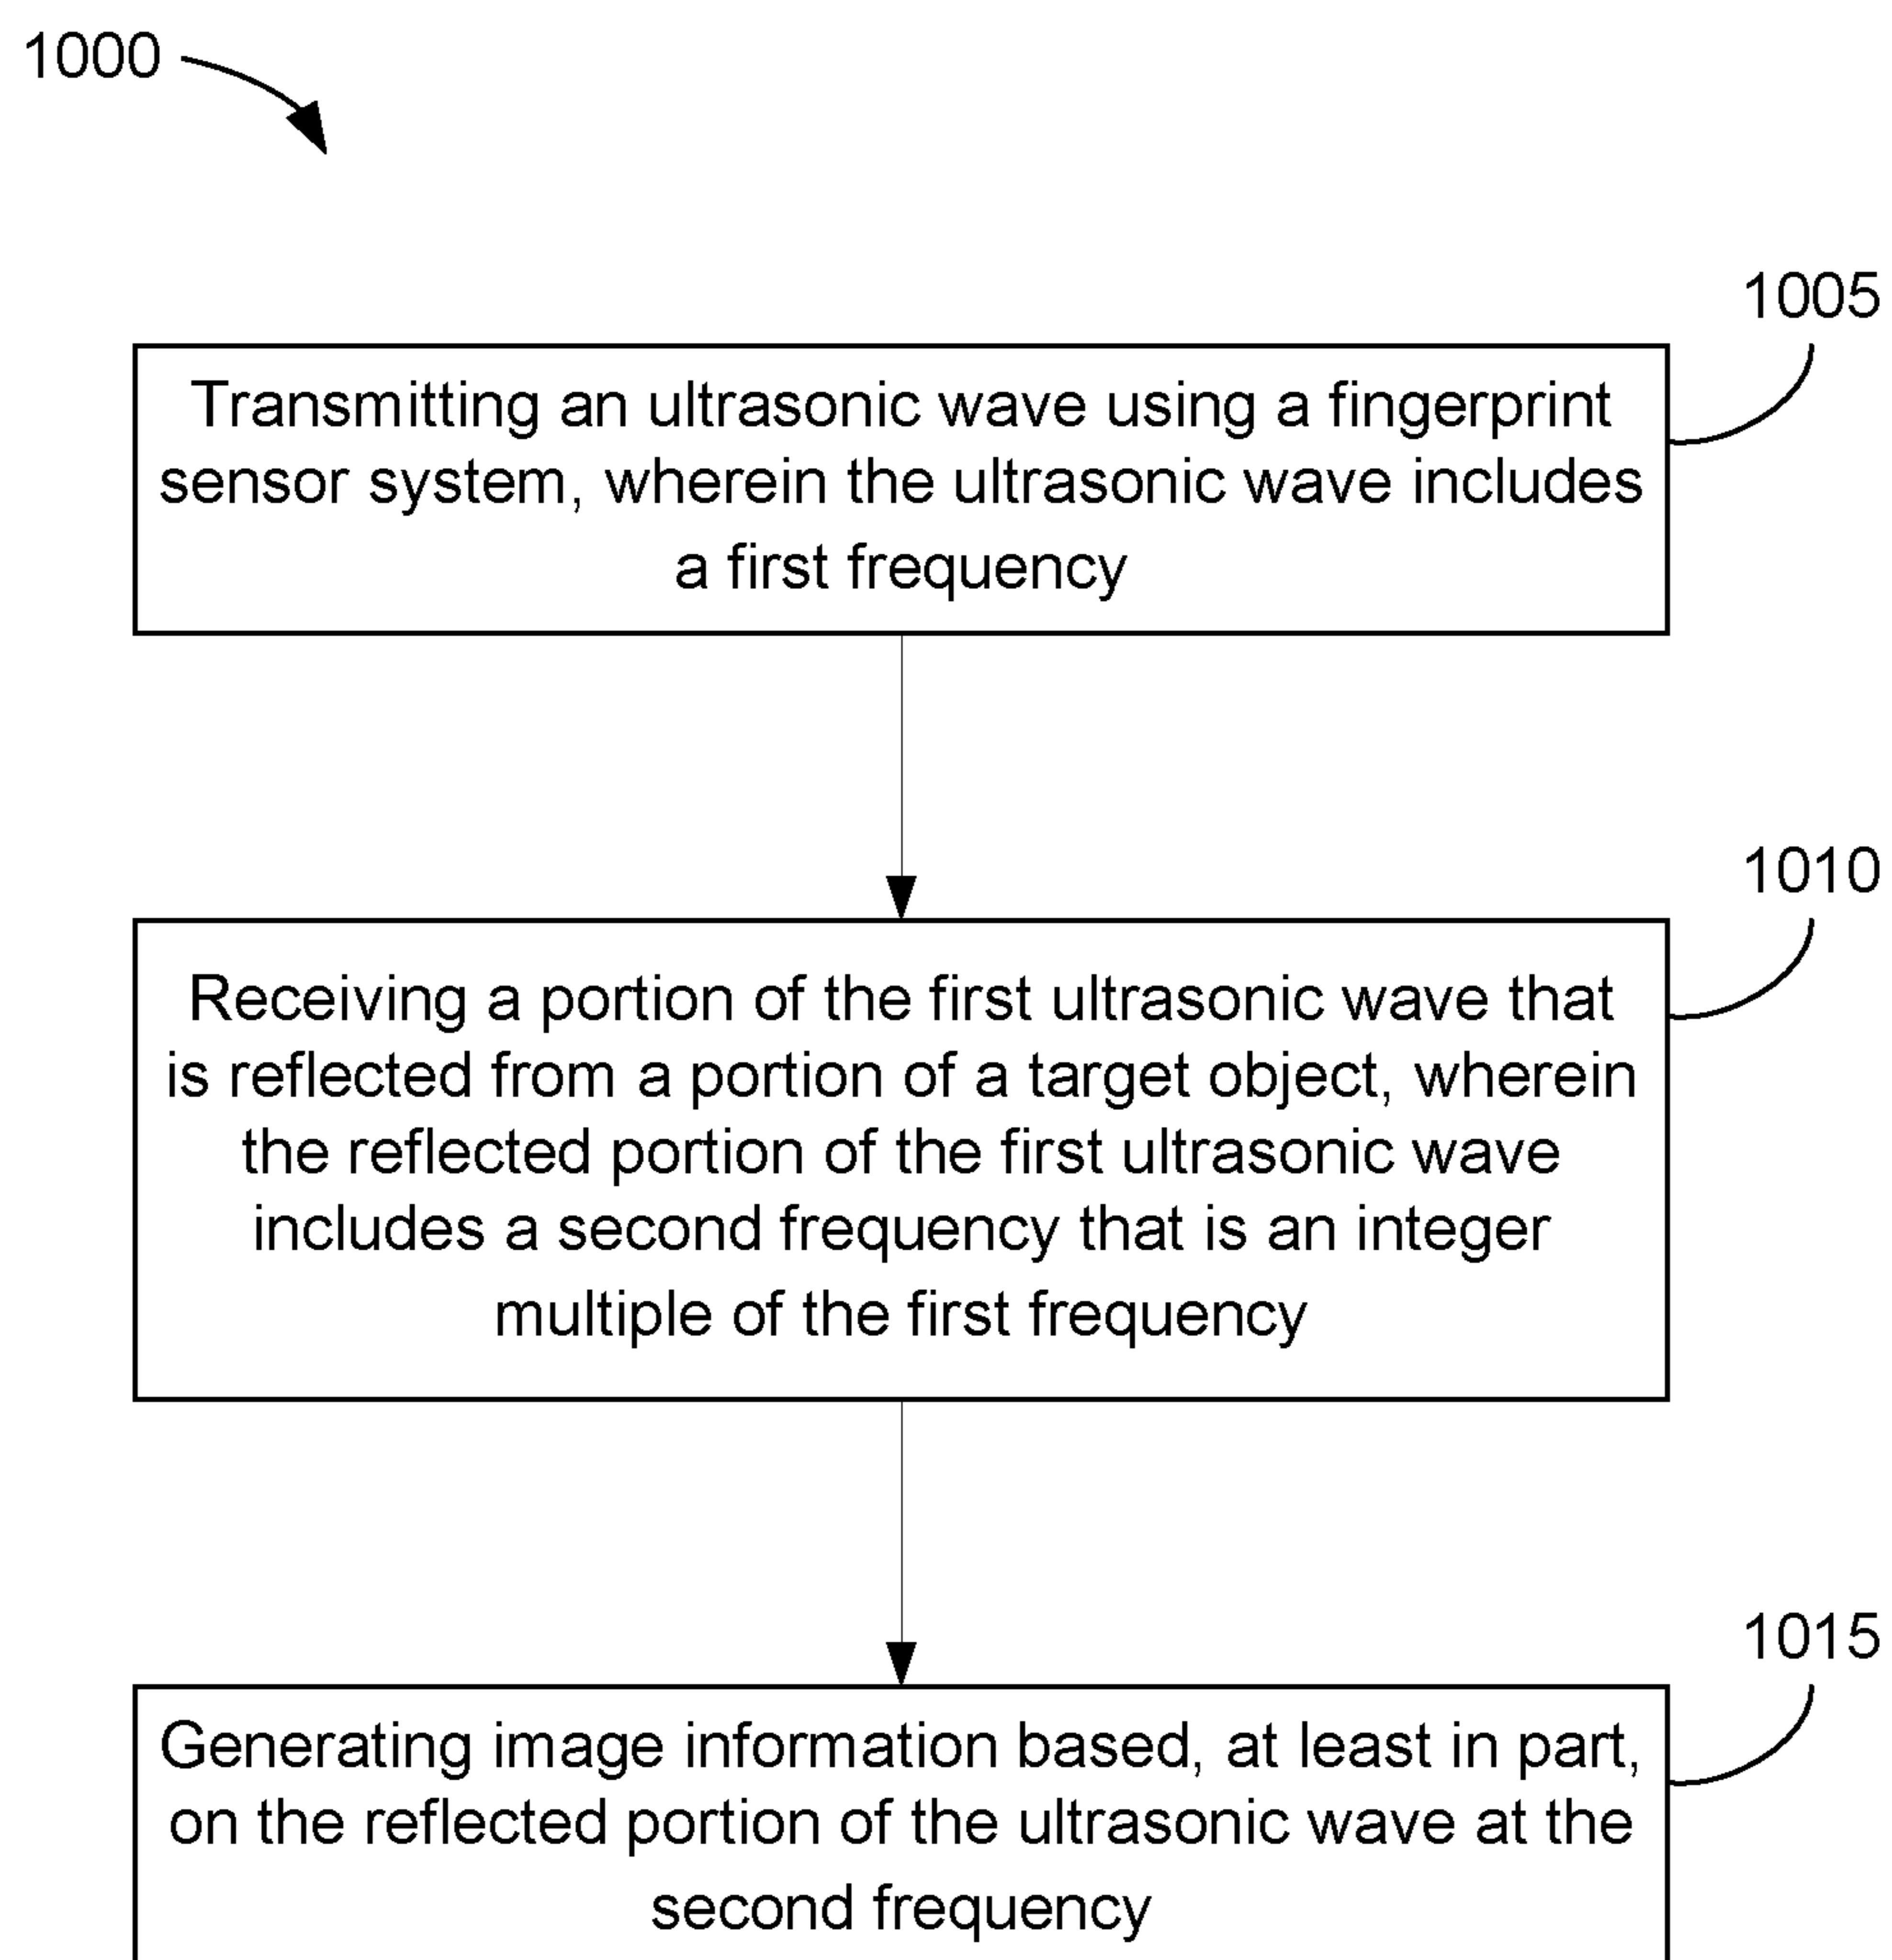 1000
1005
Transmitting an ultrasonic wave using a fingerprint
sensor system, wherein the ultrasonic wave includes
a first frequency
1010
Receiving a portion of the first ultrasonic wave that
is reflected from a portion of a target object, wherein
the reflected portion of the first ultrasonic wave
includes a second frequency that is an integer
multiple of the first frequency
1015
Generating image information based, at least in part,
on the reflected portion of the ultrasonic wave at the
second frequency